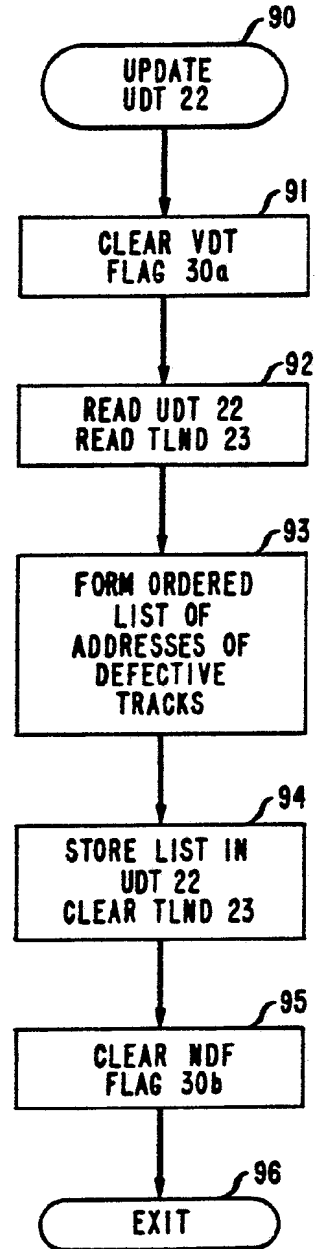 90
UPDATE
UDT 22
91
CLEAR VDT
FLAG 30a
92
READ UDT 22
READ TLND 23
93
FORM ORDERED
LIST OF
ADDRESSES OF
DEFECTIVE
TRACKS
94
STORE LIST IN
UDT 22
CLEAR TLND 23
95
CLEAR NDF
FLAG 30b
96
EXIT